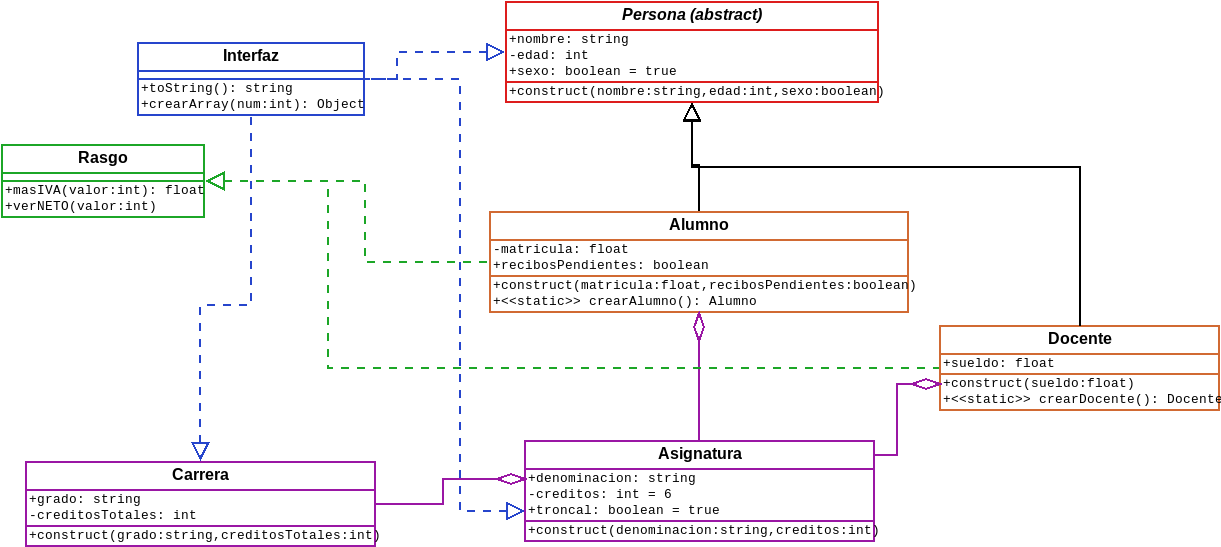 Persona (abstract)
+nombre: string
-edad: int
+sexo: boolean = true
+construct(nombre:string,edad:int,sexo:boolean)
Interfaz
+toString(): string
+crearArray(num:int): Object
Rasgo
+masIVA(valor:int): float
+verNETO(valor:int)
Alumno
-matricula: float
+recibosPendientes: boolean
+construct(matricula:float,recibosPendientes:boolean)
+<<static>> crearAlumno(): Alumno
Docente
+sueldo: float
+construct(sueldo:float)
+<<static>> crearDocente(): Docente
Carrera
+grado: string
-creditosTotales: int
+construct(grado:string,creditosTotales:int)
Asignatura
+denominacion: string
-creditos: int = 6
+troncal: boolean = true
+construct(denominacion:string,creditos:int)